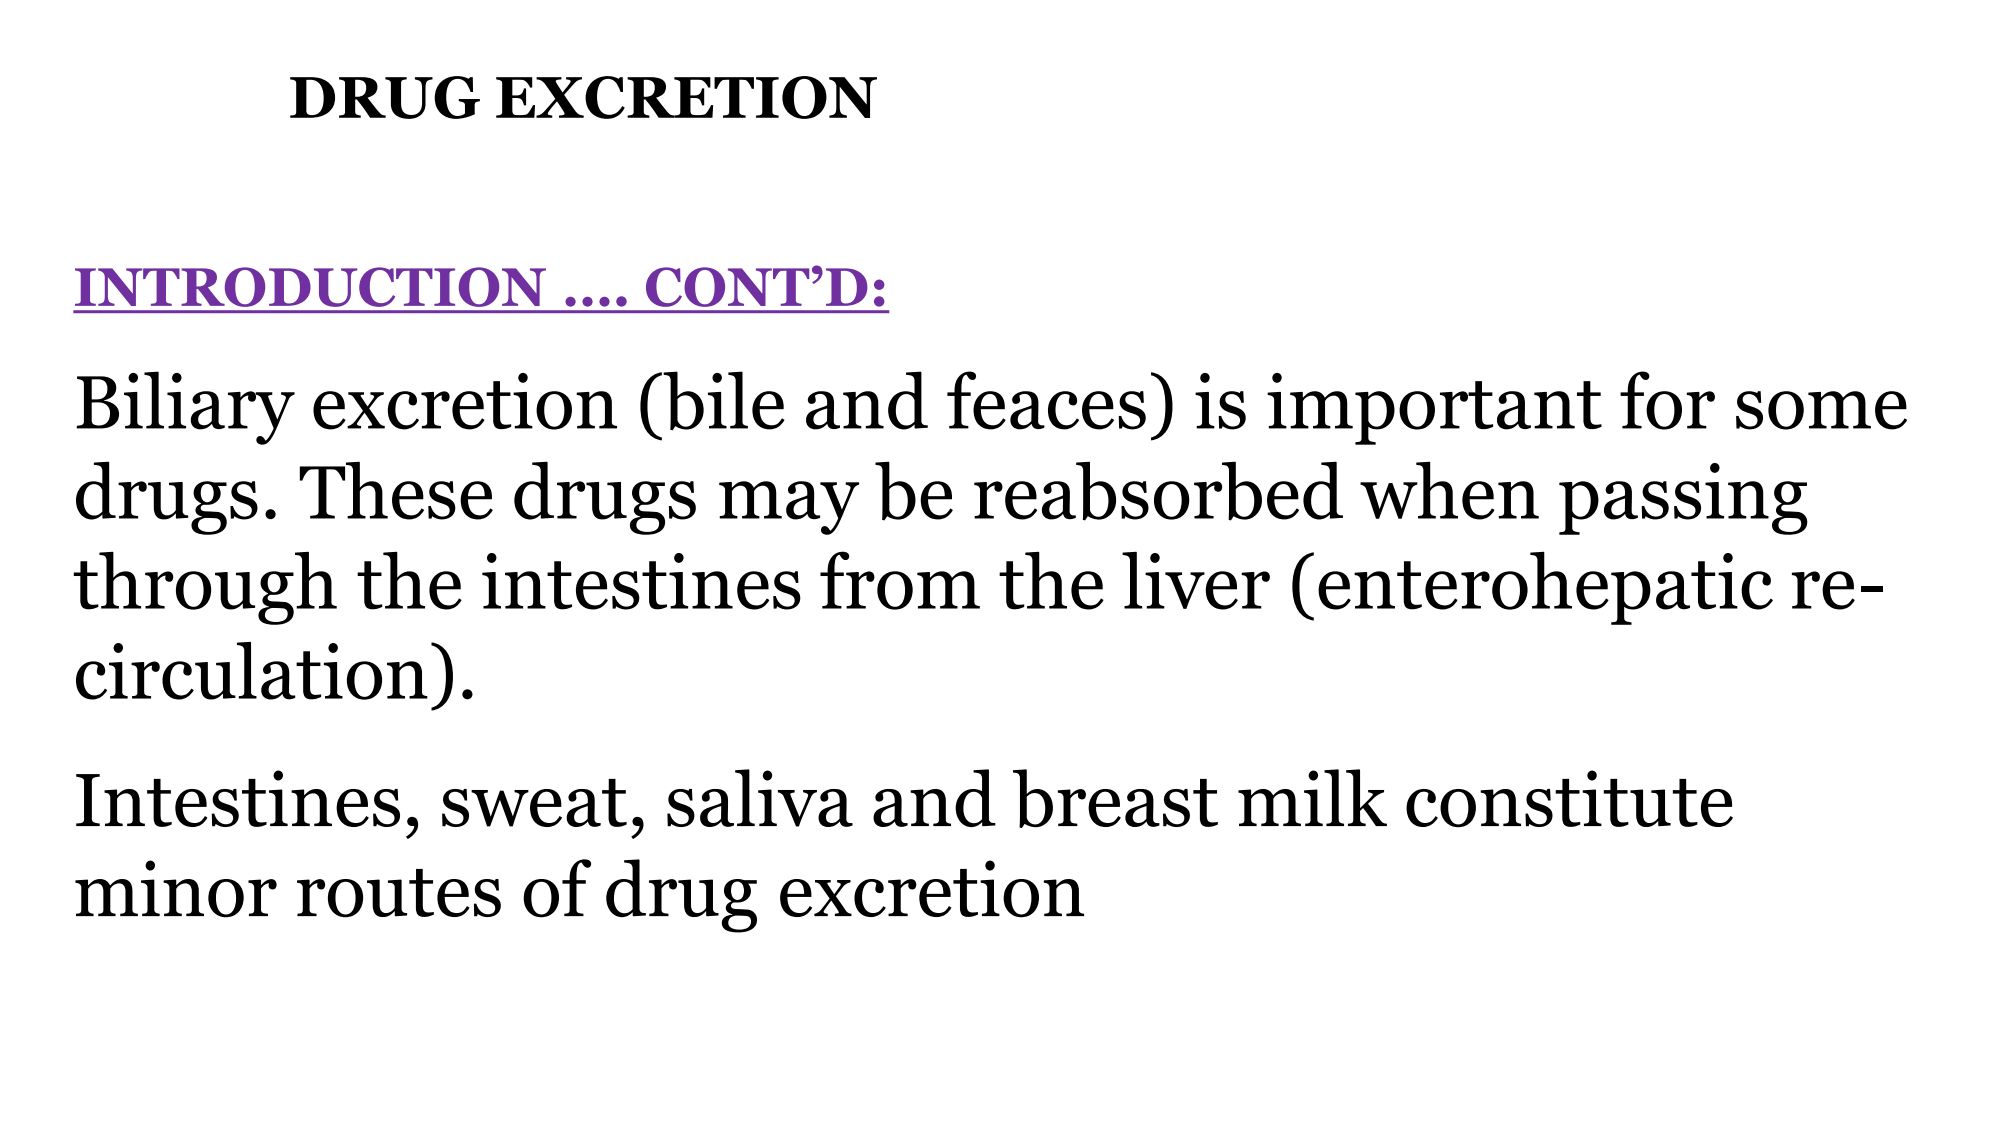 DRUG EXCRETION
INTRODUCTION .... CONT’D:
Biliary excretion (bile and feaces) is important for some
drugs. These drugs may be reabsorbed when passing
through the intestines from the liver (enterohepatic re-
circulation).
Intestines, sweat, saliva and breast milk constitute
minor routes of drug excretion